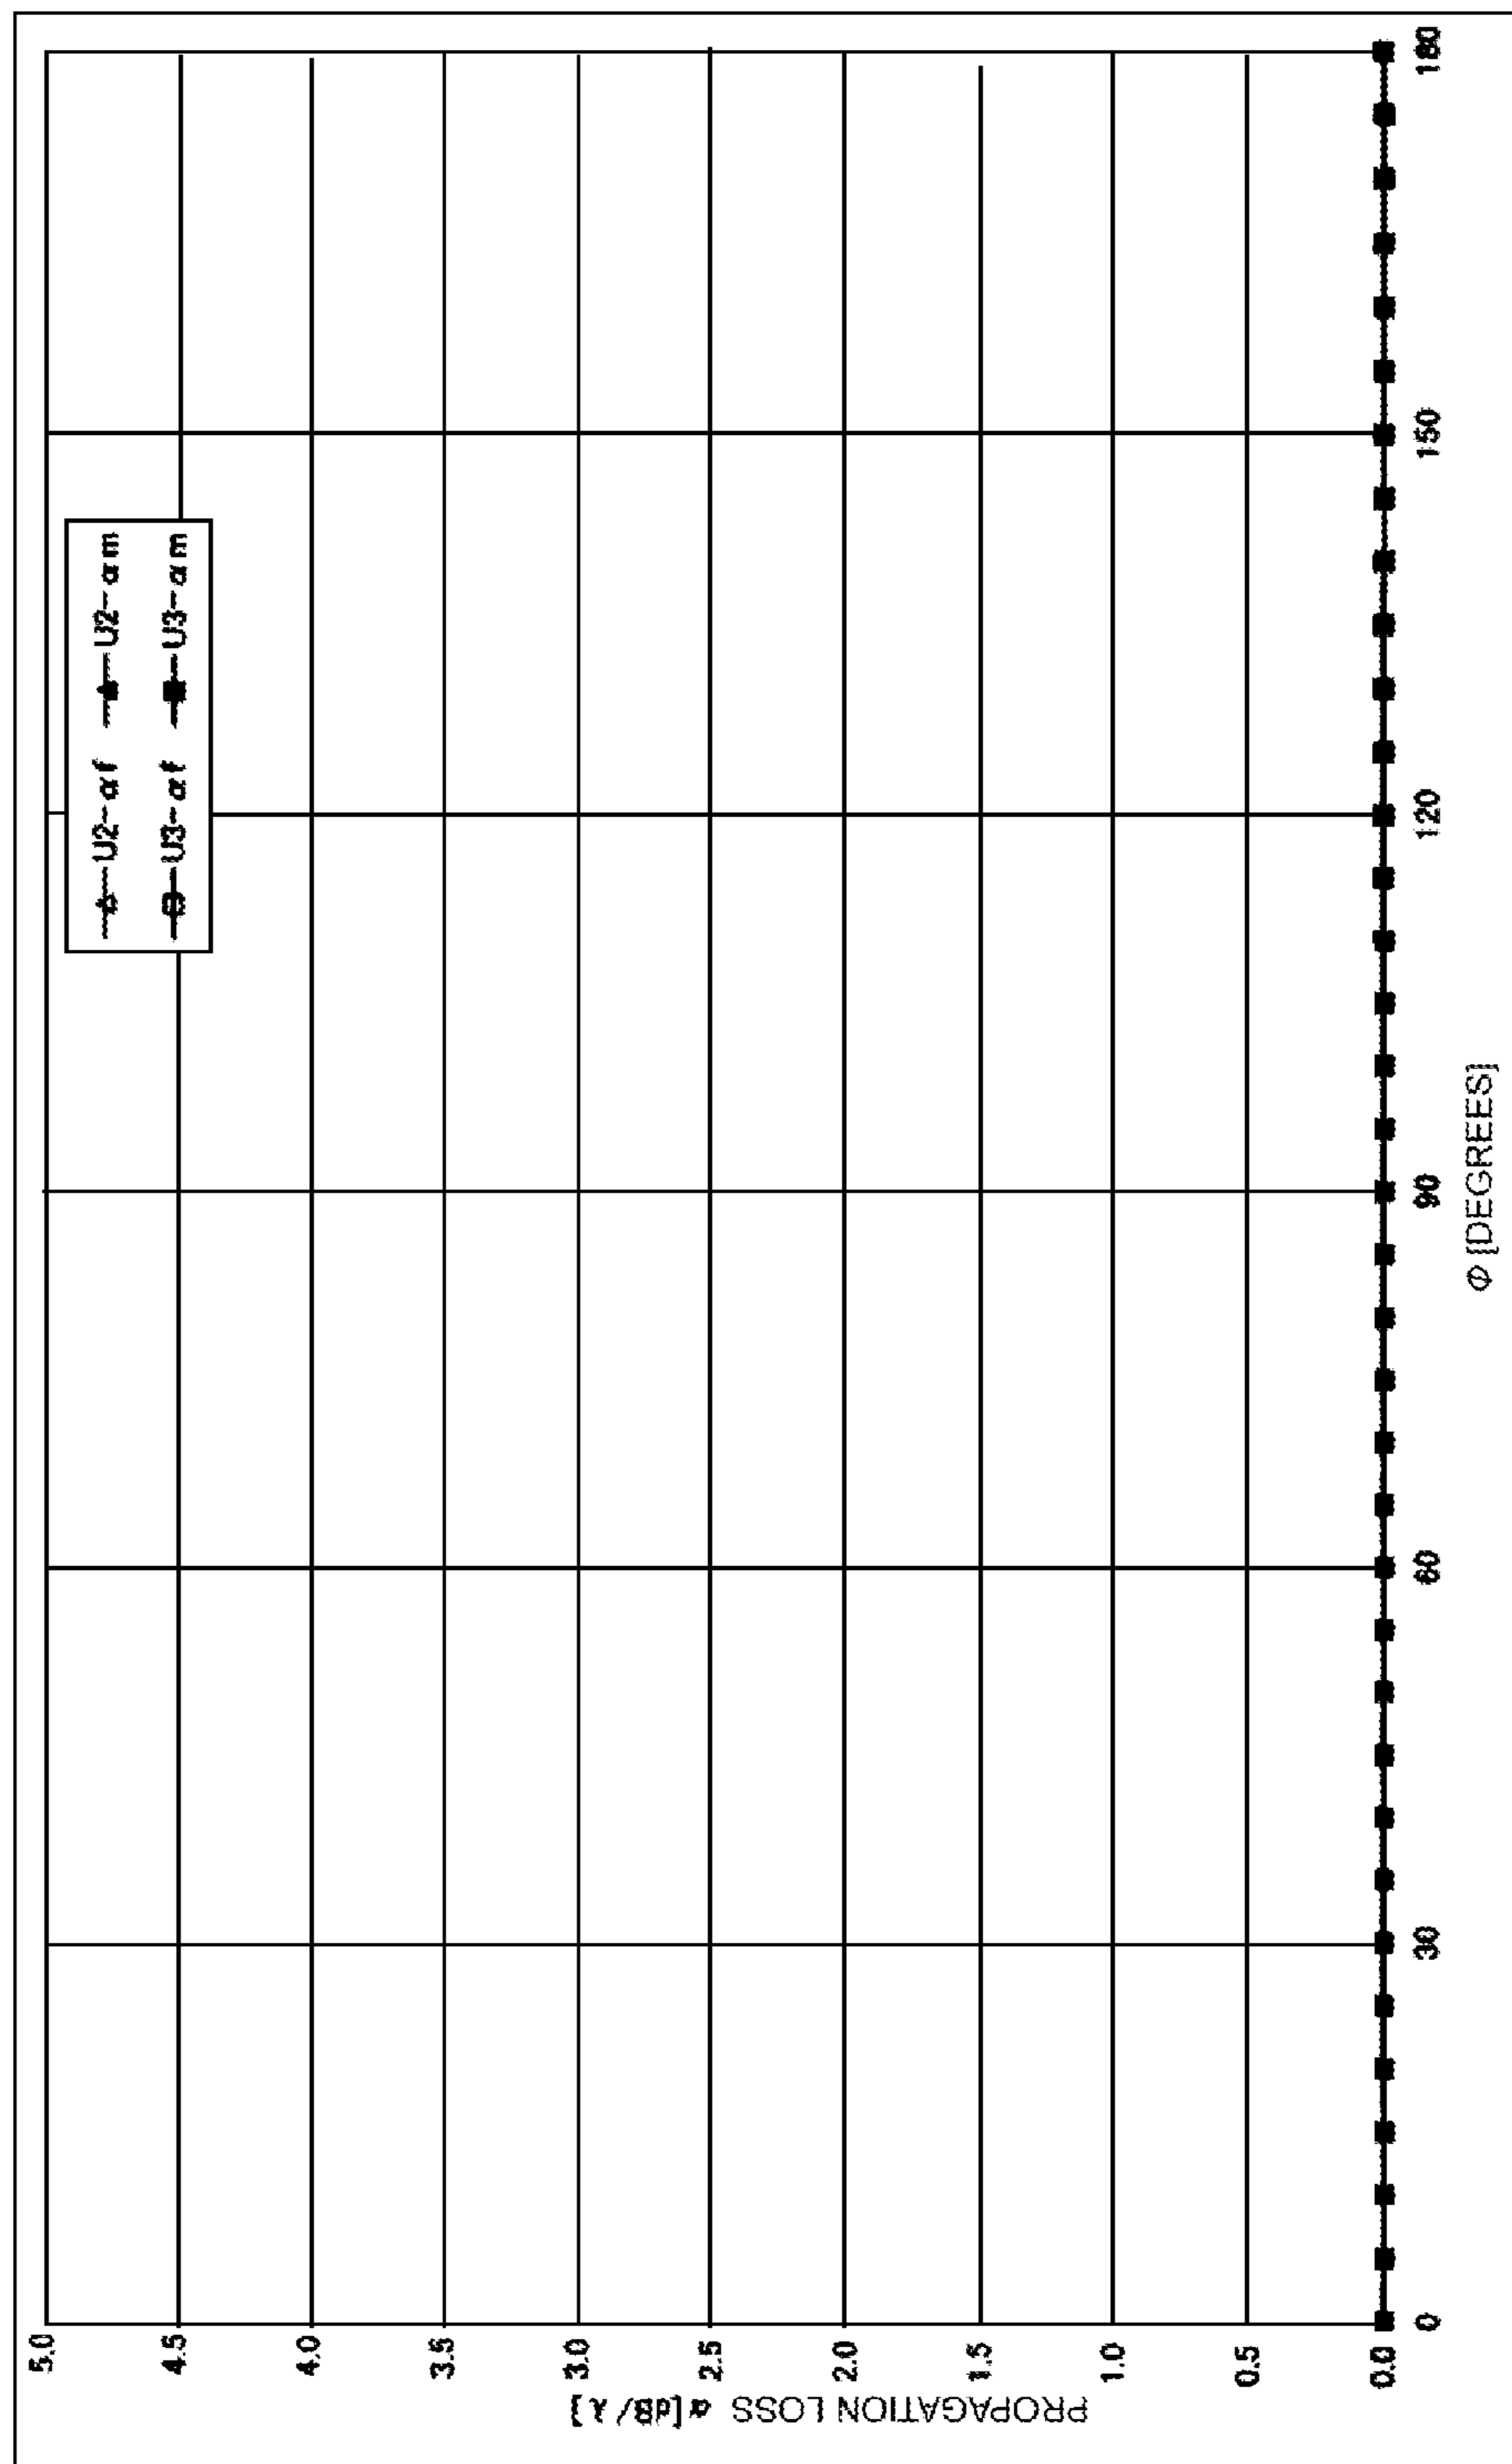 PROPAGATION LOSS α[dB/λ]
5.0
4.5
4.0
3.5
3.0
2.5
2.0
1.5
1.0
0.5
0.0
U2-αf U2-αm
U3-αf U3-αm
0 30 60 90 120 150 180
Φ [DEGREES]